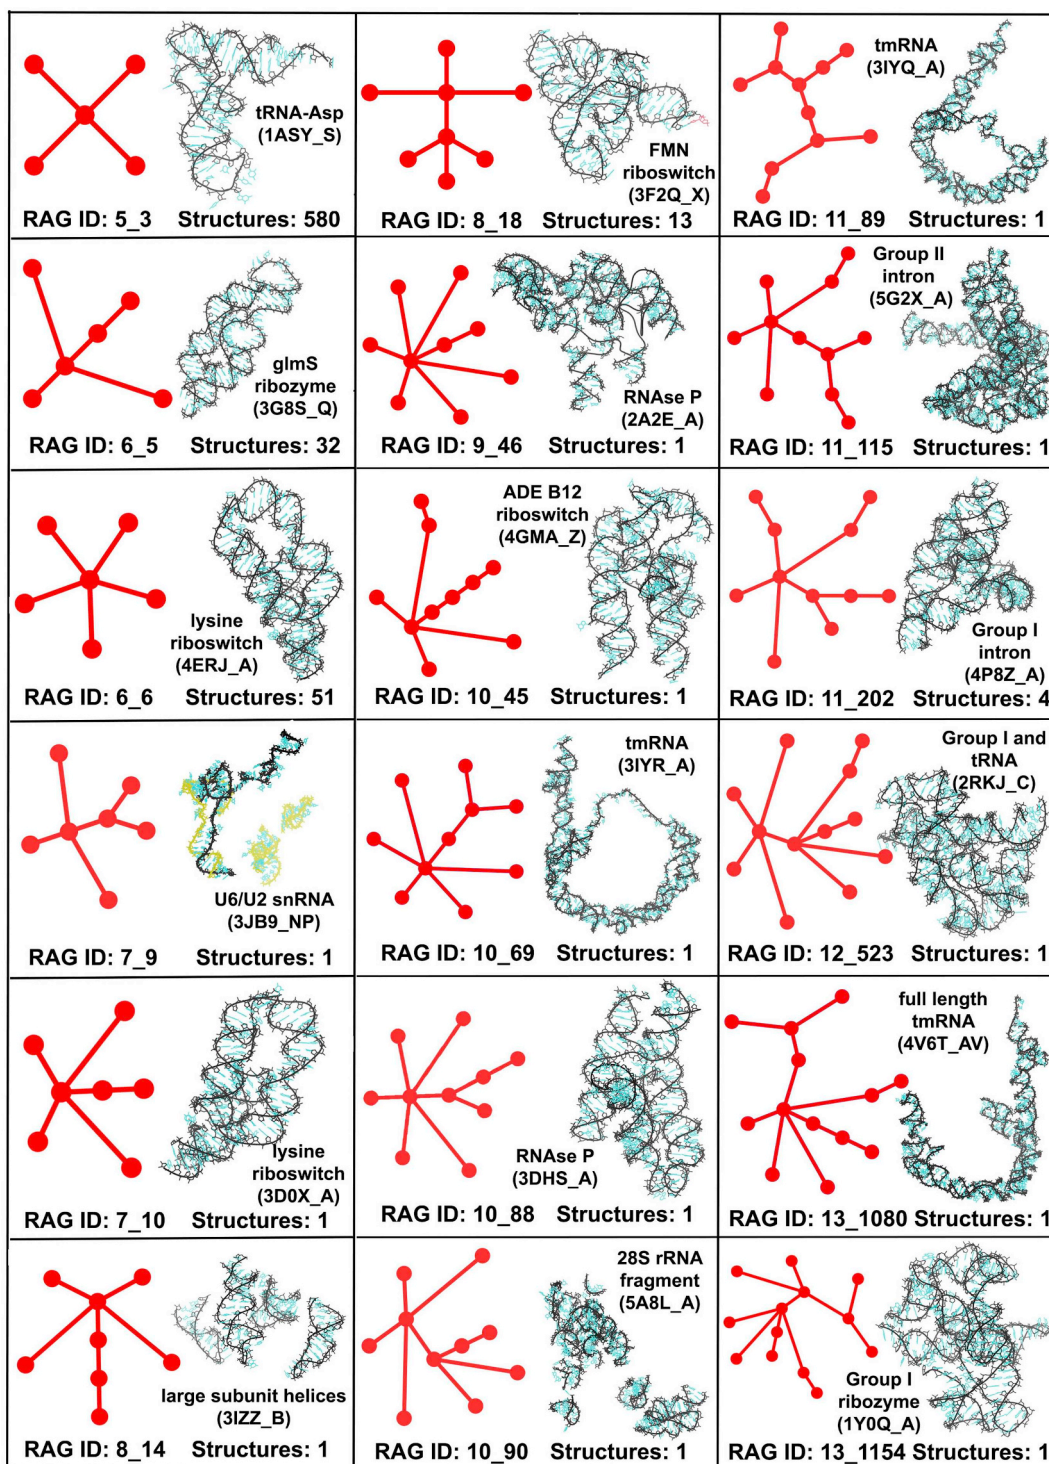 tRNA-Asp
(1ASY_S)
RAG ID: 5_3 Structures: 580
FMN
riboswitch
(3F2Q_X)
RAG ID: 8_18 Structures: 13
tmRNA
(3IYQ_A)
RAG ID: 11_89 Structures: 1
glmS
ribozyme
(3G8S_Q)
RAG ID: 6_5 Structures: 32
RNAse P
(2A2E_A)
RAG ID: 9_46 Structures: 1
Group II
intron
(5G2X_A)
RAG ID: 11_115 Structures: 1
lysine
riboswitch
(4ERJ_A)
RAG ID: 6_6 Structures: 51
ADE B12
riboswitch
(4GMA_Z)
RAG ID: 10_45 Structures: 1
Group I
intron
(4P8Z_A)
RAG ID: 11_202 Structures: 4
U6/U2 snRNA
(3JB9_NP)
RAG ID: 7_9 Structures: 1
tmRNA
(3IYR_A)
RAG ID: 10_69 Structures: 1
Group I and
tRNA
(2RKJ_C)
RAG ID: 12_523 Structures: 1
lysine
riboswitch
(3D0X_A)
RAG ID: 7_10 Structures: 1
RNAse P
(3DHS_A)
RAG ID: 10_88 Structures: 1
full length
tmRNA
(4V6T_AV)
RAG ID: 13_1080 Structures: 1
large subunit helices
(3IZZ_B)
RAG ID: 8_14 Structures: 1
28S rRNA
fragment
(5A8L_A)
RAG ID: 10_90 Structures: 1
Group I
ribozyme
(1Y0Q_A)
RAG ID: 13_1154 Structures: 1